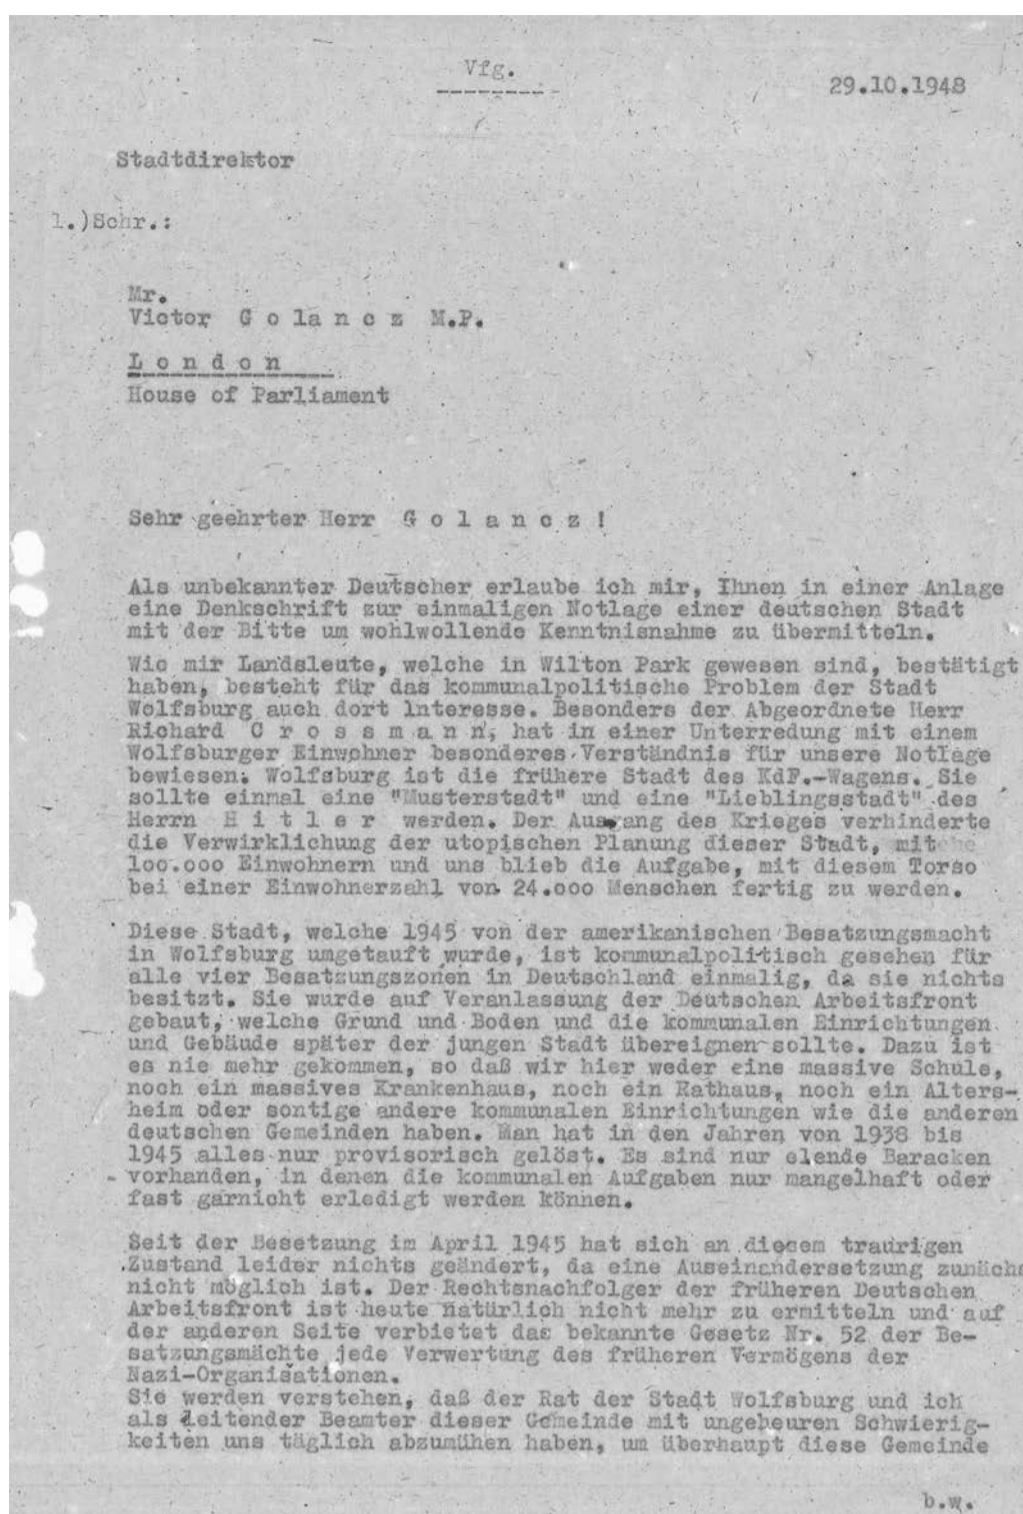 Vfg.
29.10.1948
Stadtdirektor
1.)Schr.:
Mr.
Victor G o l a n c z M.P.
L o n d o n
House of Parliament
Sehr geehrter Herr G o l a n c z !
Als unbekannter Deutscher erlaube ich mir, Ihnen in einer Anlage
eine Denkschrift zur einmaligen Notlage einer deutschen Stadt
mit der Bitte um wohlwollende Kenntnisnahme zu übermitteln.
Wie mir Landsleute, welche in Wilton Park gewesen sind, bestätigt
haben, besteht für das kommunalpolitische Problem der Stadt
Wolfsburg auch dort Interesse. Besonders der Abgeordnete Herr
Richard C r o s s m a n n, hat in einer Unterredung mit einem
Wolfsburger Einwohner besonderes Verständnis für unsere Notlage
bewiesen. Wolfsburg ist die frühere Stadt des KdF.-Wagens. Sie
sollte einmal eine "Musterstadt" und eine "Lieblingsstadt" des
Herrn H i t l e r werden. Der Ausgang des Krieges verhinderte
die Verwirklichung der utopischen Planung dieser Stadt, mit
100.000 Einwohnern und uns blieb die Aufgabe, mit diesem Torso
bei einer Einwohnerzahl von 24.000 Menschen fertig zu werden.
Diese Stadt, welche 1945 von der amerikanischen Besatzungsmacht
in Wolfsburg umgetauft wurde, ist kommunalpolitisch gesehen für
alle vier Besatzungszonen in Deutschland einmalig, da sie nichts
besitzt. Sie wurde auf Veranlassung der Deutschen Arbeitsfront
gebaut, welche Grund und Boden und die kommunalen Einrichtungen
und Gebäude später der jungen Stadt übereignen sollte. Dazu ist
es nie mehr gekommen, so daß wir hier weder eine massive Schule,
noch ein massives Krankenhaus, noch ein Rathaus, noch ein Alters-
heim oder sontige andere kommunalen Einrichtungen wie die anderen
deutschen Gemeinden haben. Man hat in den Jahren von 1938 bis
1945 alles nur provisorisch gelöst. Es sind nur elende Baracken
vorhanden, in denen die kommunalen Aufgaben nur mangelhaft oder
fast garnicht erledigt werden können.
Seit der Besetzung im April 1945 hat sich an diesem traurigen
Zustand leider nichts geändert, da eine Auseinandersetzung zunächs
nicht möglich ist. Der Rechtsnachfolger der früheren Deutschen
Arbeitsfront ist heute natürlich nicht mehr zu ermitteln und auf
der anderen Seite verbietet das bekannte Gesetz Nr. 52 der Be-
satzungsmächte jede Verwertung des früheren Vermögens der
Nazi-Organisationen.
Sie werden verstehen, daß der Rat der Stadt Wolfsburg und ich
als leitender Beamter dieser Gemeinde mit ungeheuren Schwierig-
keiten uns täglich abzumühen haben, um überhaupt diese Gemeinde
b.w.